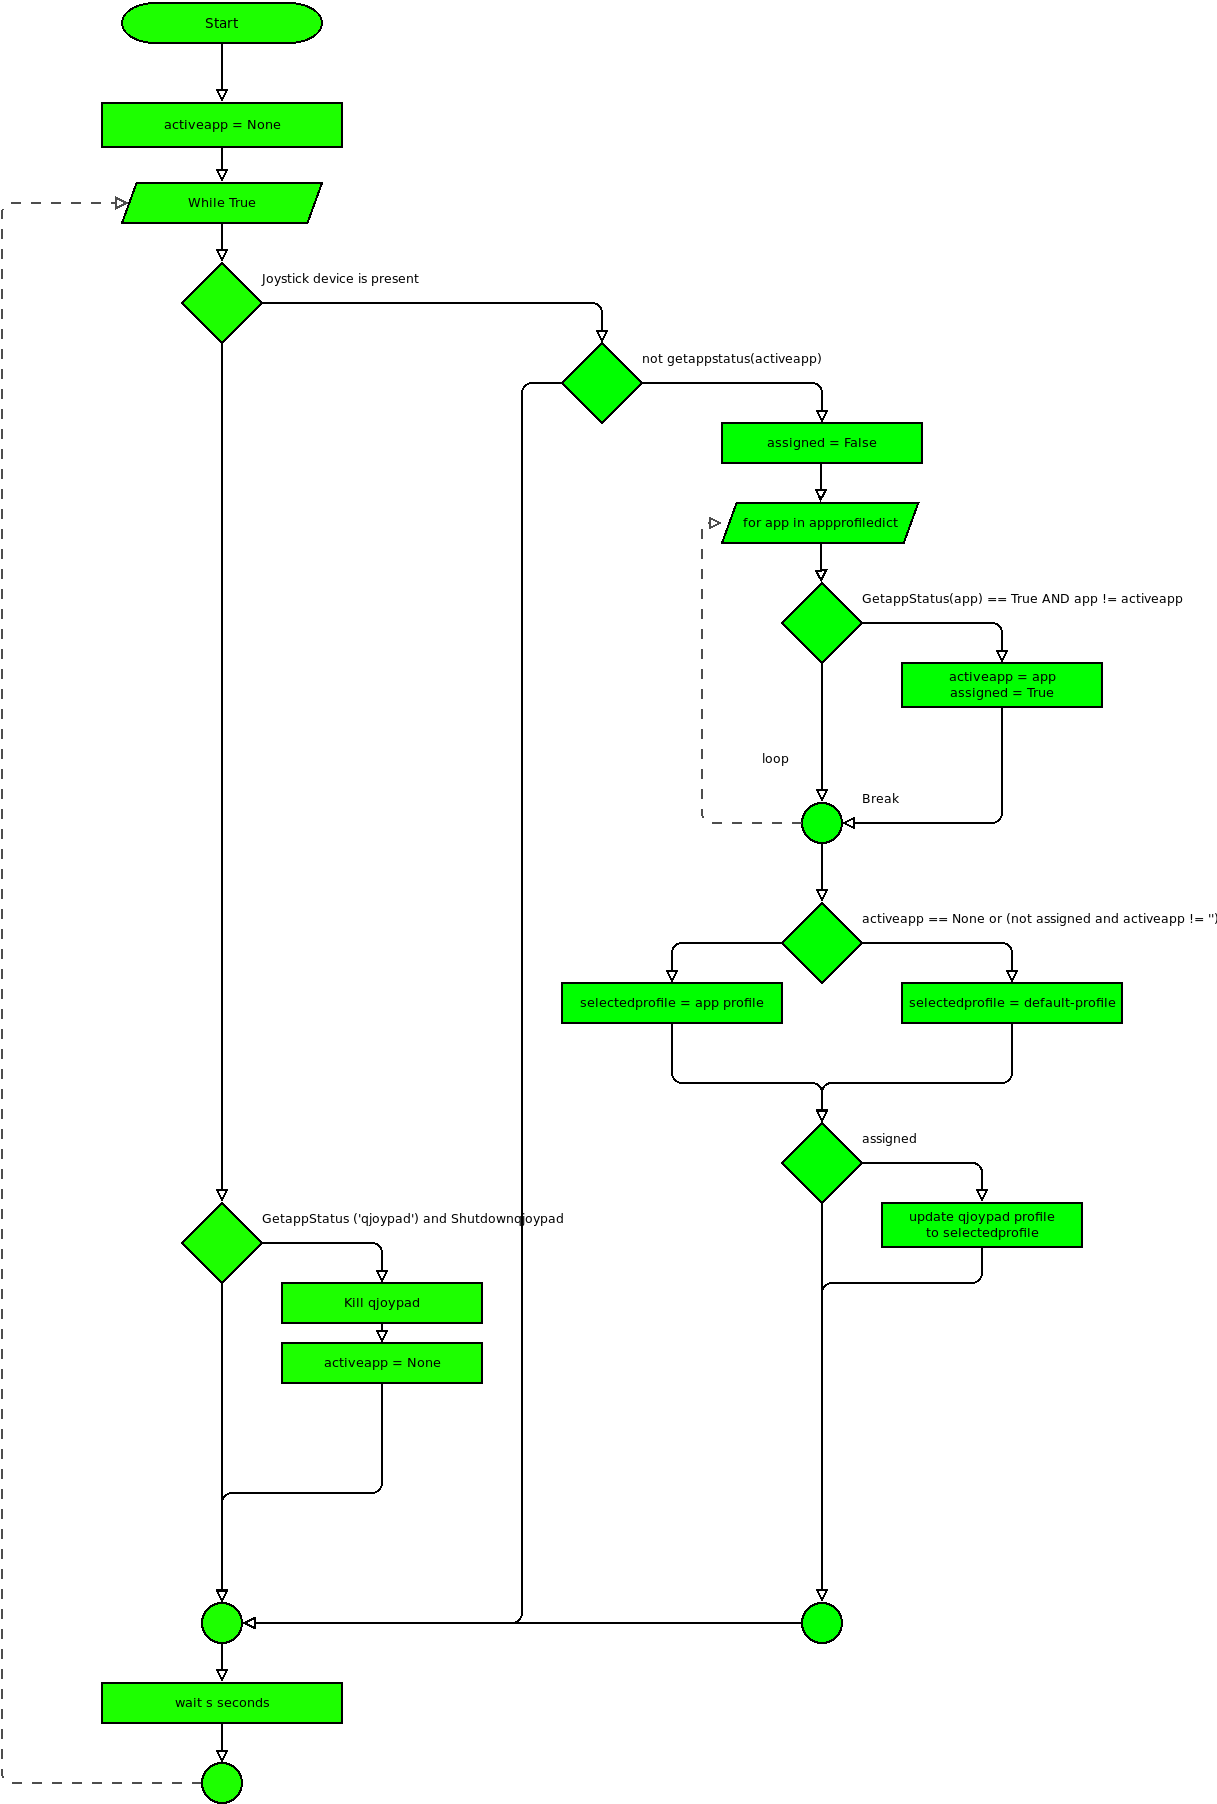 Start
activeapp = None
While True
Joystick device is present
not getappstatus(activeapp)
assigned = False
for app in appprofiledict
GetappStatus(app) == True AND app != activeapp
activeapp = app
assigned = True
loop
Break
activeapp == None or (not assigned and activeapp != '')
selectedprofile = app profile
selectedprofile = default-profile
assigned
GetappStatus ('qjoypad') and Shutdownqjoypad
update qjoypad profile
to selectedprofile
Kill qjoypad
activeapp = None
wait s seconds